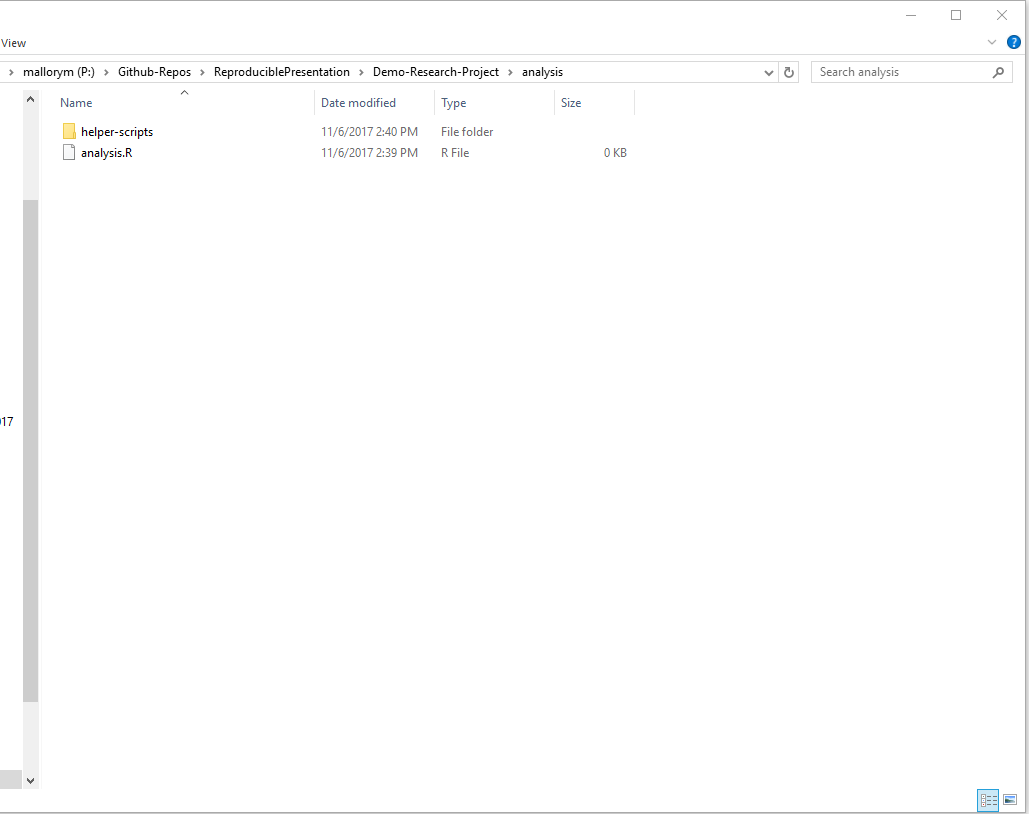 View
?
mallorym (P:) > Github-Repos > ReproduciblePresentation > Demo-Research-Project > analysis
Search analysis
Name Date modified Type Size
helper-scripts 11/6/2017 2:40 PM File folder
analysis.R 11/6/2017 2:39 PM R File 0 KB
17